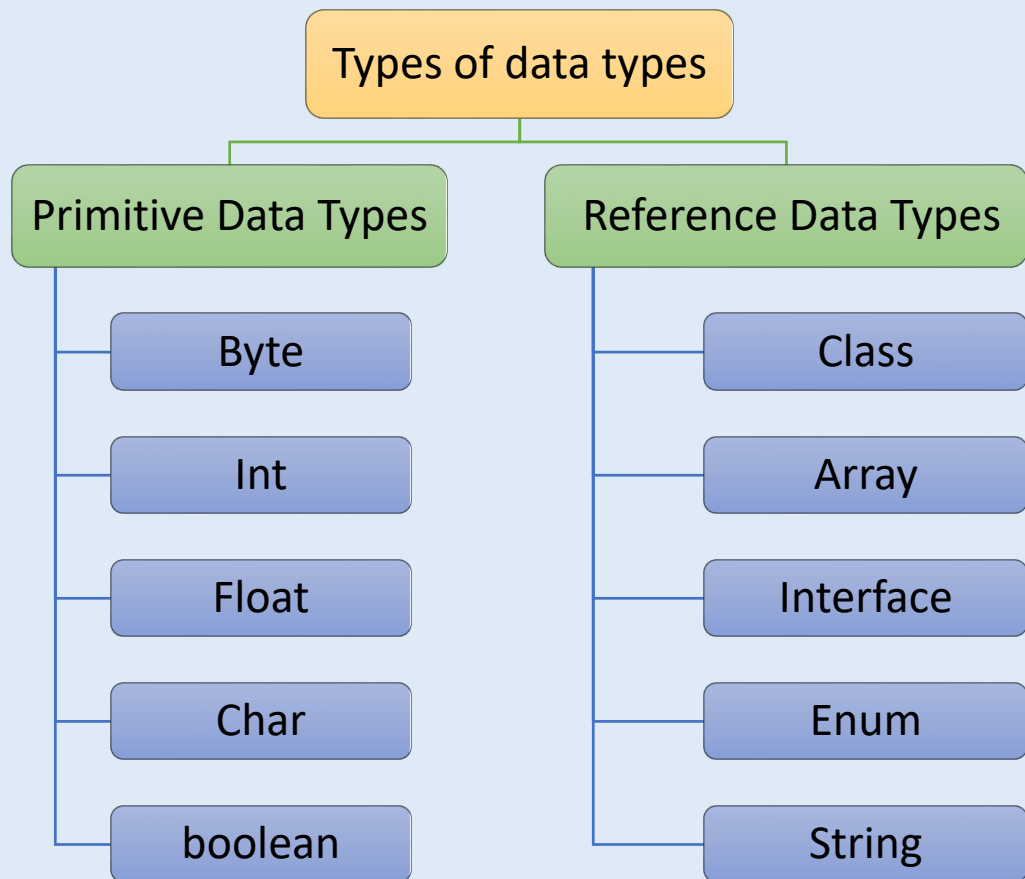 Types of data types
Primitive Data Types
Byte
Int
Float
Char
boolean
Reference Data Types
Class
Array
Interface
Enum
String